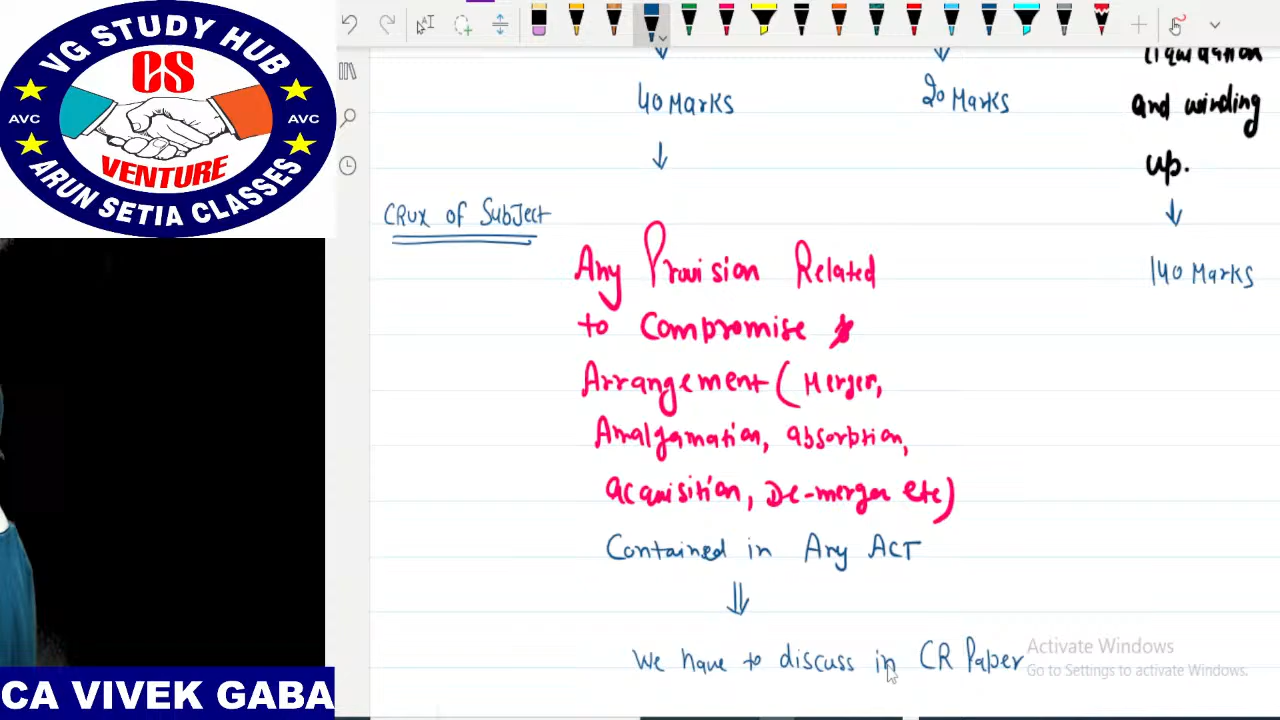 VG STUDY HUB
CS
AVC
AVC
VENTURE
ARUN SETIA CLASSES
CA VIVEK GABA
40 Marks
20 Marks
liquidation
and winding
up.
140 Marks
CRUX of SubJect
Any Provision Related
to Compromise
Arrangement (Merger,
Amalgamation, absorption,
acquisition, De-merger etc)
Contained in Any ACT
We have to discuss in CR Paper
Activate Windows
Go to Settings to activate Windows.